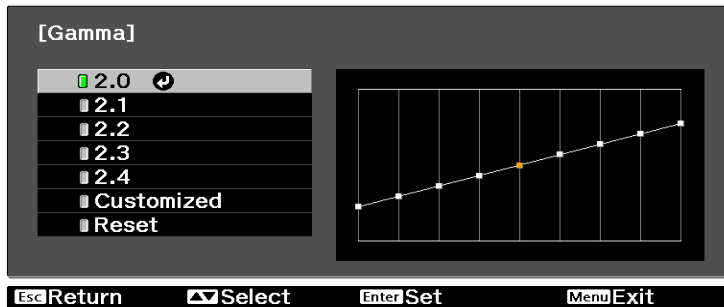 [Gamma]
2.0
2.1
2.2
2.3
2.4
Customized
Reset
Esc Return Select Enter Set Menu Exit